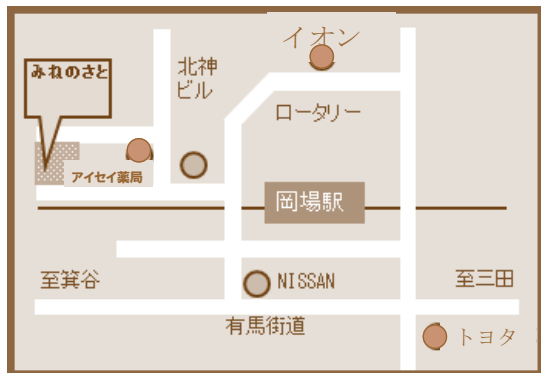 イオン
みねのさと
北神
ビル
ロータリー
アイセイ薬局
岡場駅
至箕谷
NISSAN
至三田
有馬街道
トヨタ